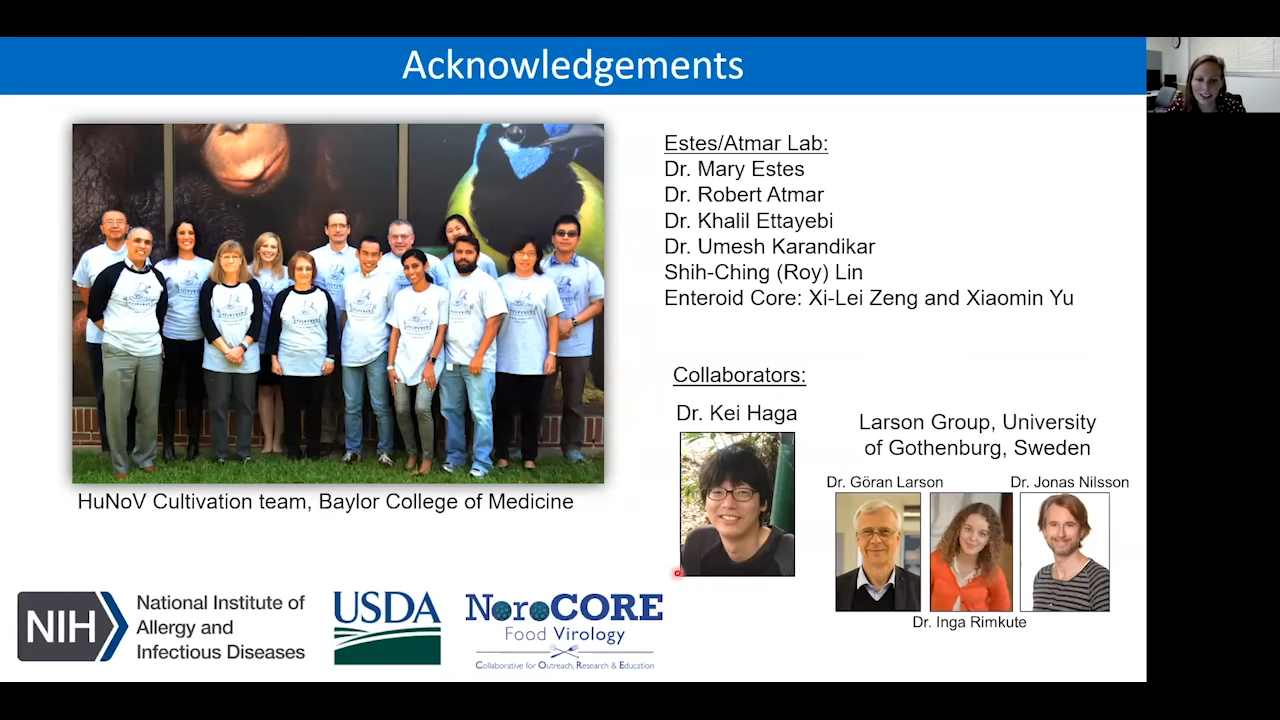 Acknowledgements
Estes/Atmar Lab:
Dr. Mary Estes
Dr. Robert Atmar
Dr. Khalil Ettayebi
Dr. Umesh Karandikar
Shih-Ching (Roy) Lin
Enteroid Core: Xi-Lei Zeng and Xiaomin Yu
HuNoV Cultivation team, Baylor College of Medicine
Collaborators:
Dr. Kei Haga
Larson Group, University
of Gothenburg, Sweden
Dr. Göran Larson
Dr. Jonas Nilsson
Dr. Inga Rimkute
NIH
National Institute of
Allergy and
Infectious Diseases
USDA
NoroCORE
Food Virology
Collaborative for Outreach, Research & Education